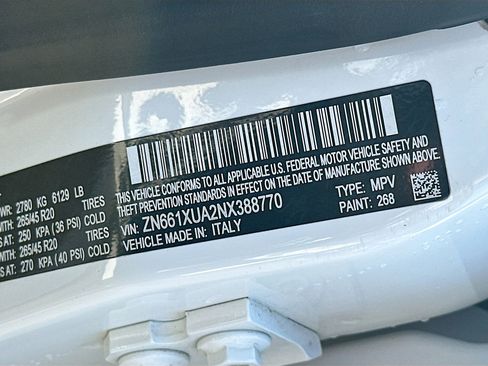 WR: 2780 KG 6129 LB
WITH: 265/45 R20 TIRES
S AT: 250 KPA (36 PSI) COLD
WITH: 265/45 R20 TIRES
S AT: 270 KPA (40 PSI) COLD
THIS VEHICLE CONFORMS TO ALL APPLICABLE U.S. FEDERAL MOTOR VEHICLE SAFETY AND
THEFT PREVENTION STANDARDS IN EFFECT ON THE DATE OF MANUFACTURE SHOWN ABOVE.
VIN: ZN661XUA2NX388770
TYPE: MPV
VEHICLE MADE IN: ITALY
PAINT: 268